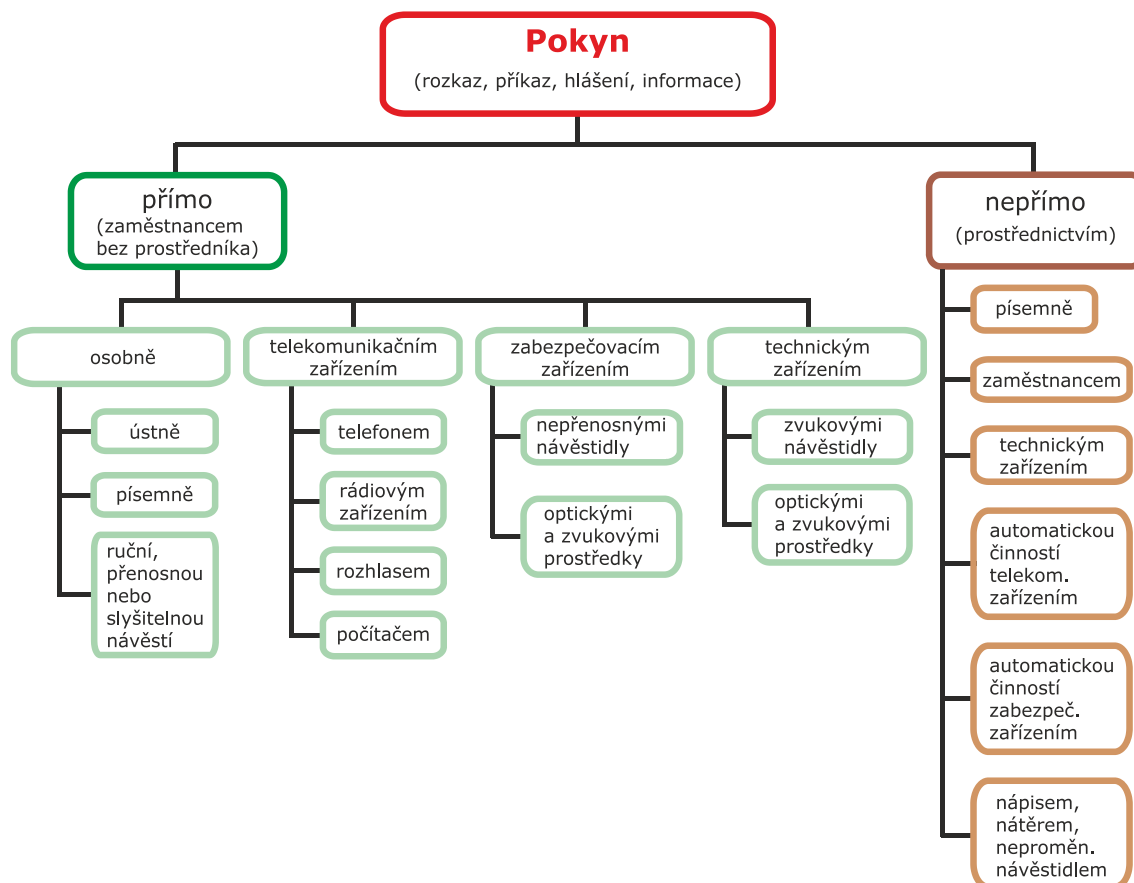 Pokyn
(rozkaz, příkaz, hlášení, informace)
přímo
(zaměstnancem
bez prostředníka)
nepřímo
(prostřednictvím)
osobně
ústně
písemně
ruční,
přenosnou
nebo
slyšitelnou
návěstí
telekomunikačním
zařízením
telefonem
rádiovým
zařízením
rozhlasem
počítačem
zabezpečovacím
zařízením
nepřenosnými
návěstidly
optickými
a zvukovými
prostředky
technickým
zařízením
zvukovými
návěstidly
optickými
a zvukovými
prostředky
písemně
zaměstnancem
technickým
zařízením
automatickou
činností
telekom.
zařízením
automatickou
činností
zabezpeč.
zařízením
nápisem,
nátěrem,
neproměn.
návěstidlem